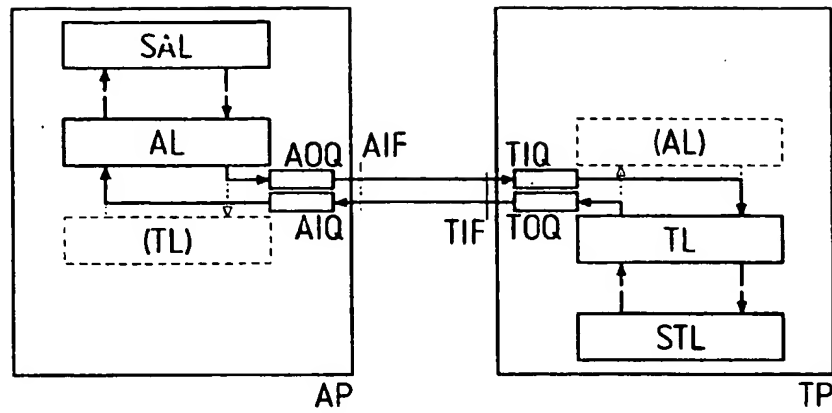 SAL
AL
(TL)
AOQ
AIF
AIQ
AP
TIQ
(AL)
TIF
TOQ
TL
STL
TP